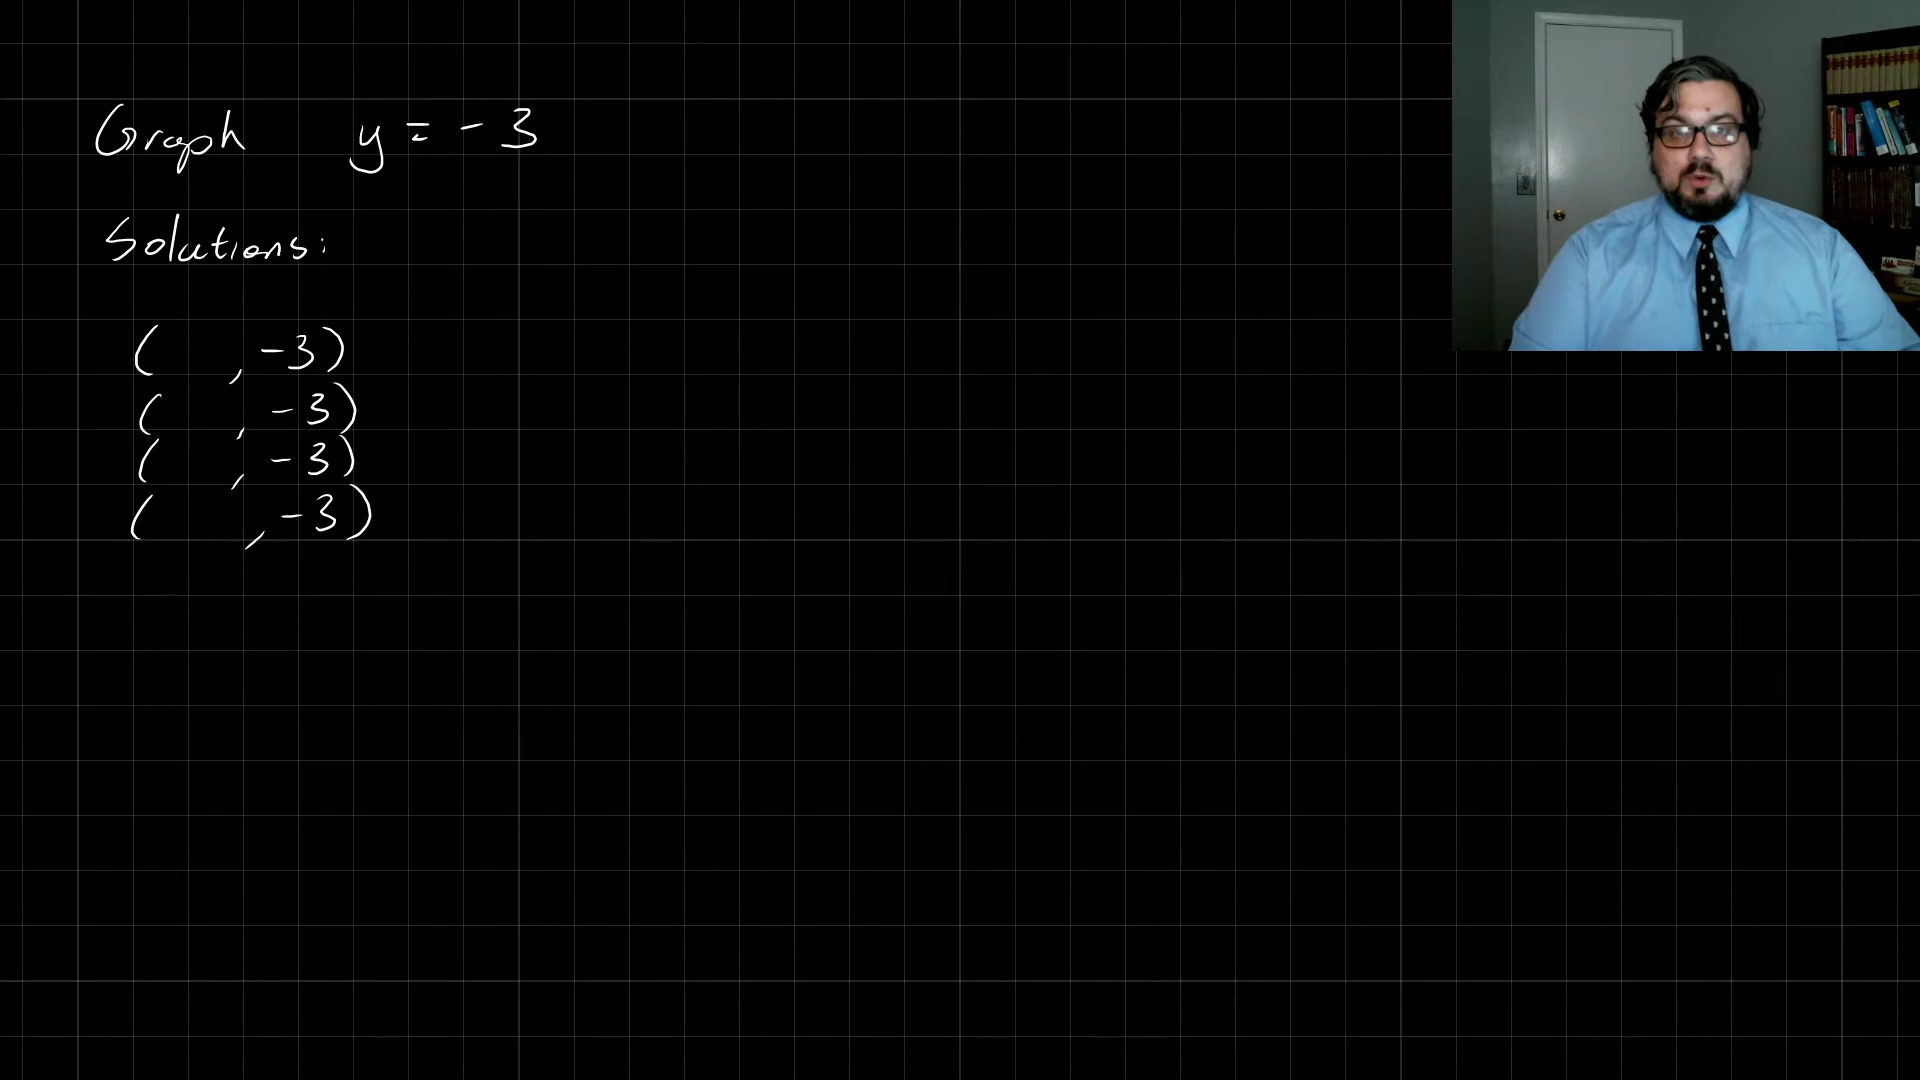 Graph y = -3
Solutions:
( , -3)
( , -3)
( , -3)
( , -3)